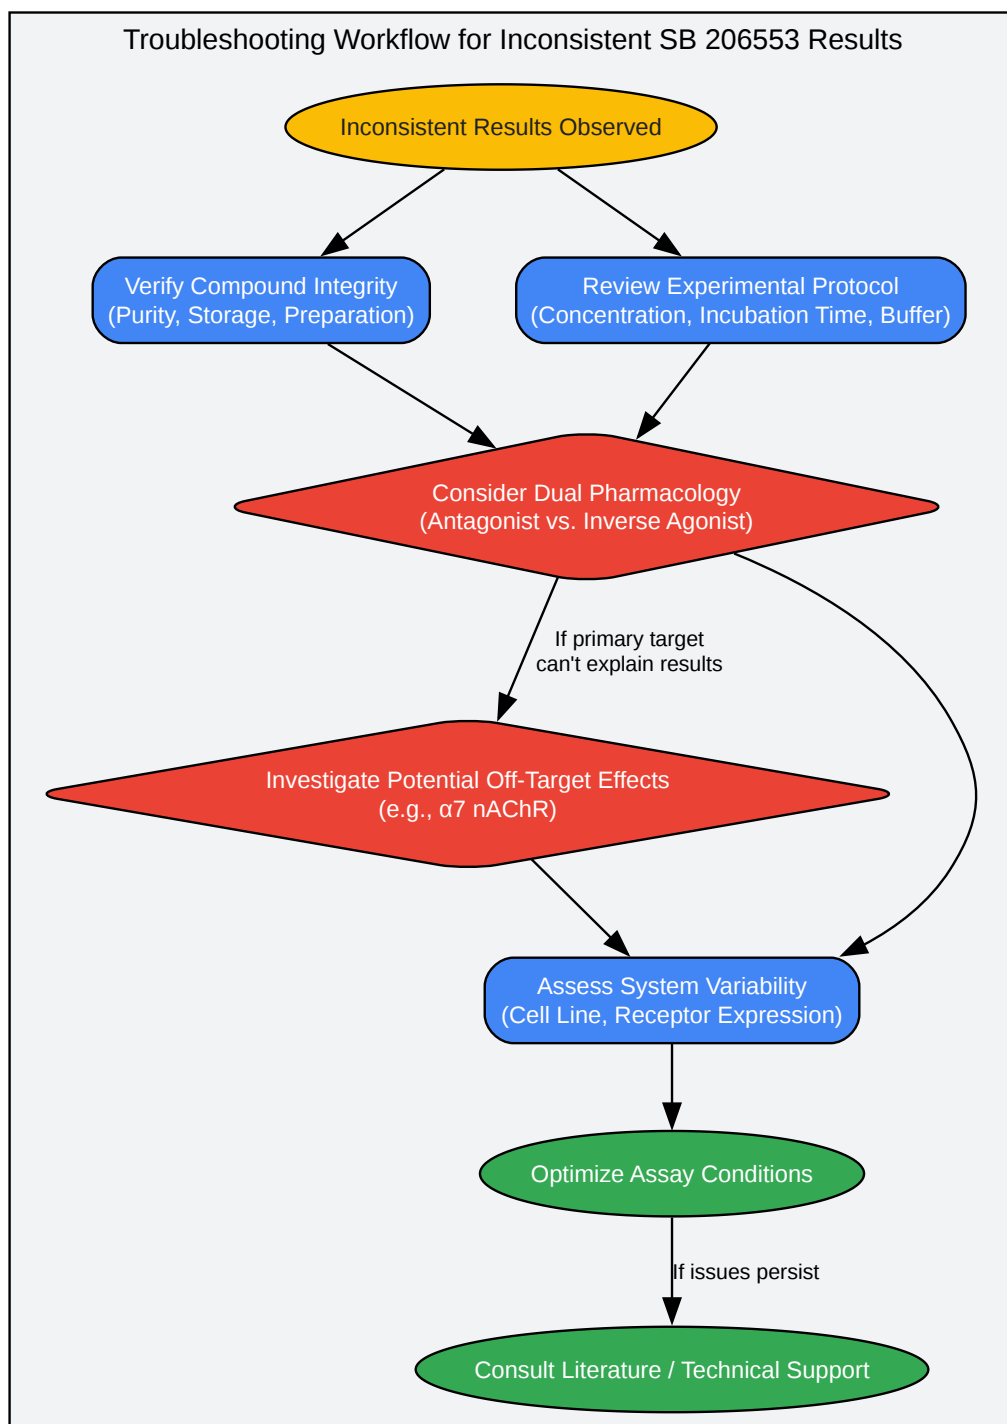 Troubleshooting Workflow for Inconsistent SB 206553 Results
Inconsistent Results Observed
Verify Compound Integrity
(Purity, Storage, Preparation)
Review Experimental Protocol
(Concentration, Incubation Time, Buffer)
Consider Dual Pharmacology
(Antagonist vs. Inverse Agonist)
If primary target
can't explain results
Investigate Potential Off-Target Effects
(e.g., α7 nAChR)
Assess System Variability
(Cell Line, Receptor Expression)
Optimize Assay Conditions
If issues persist
Consult Literature / Technical Support